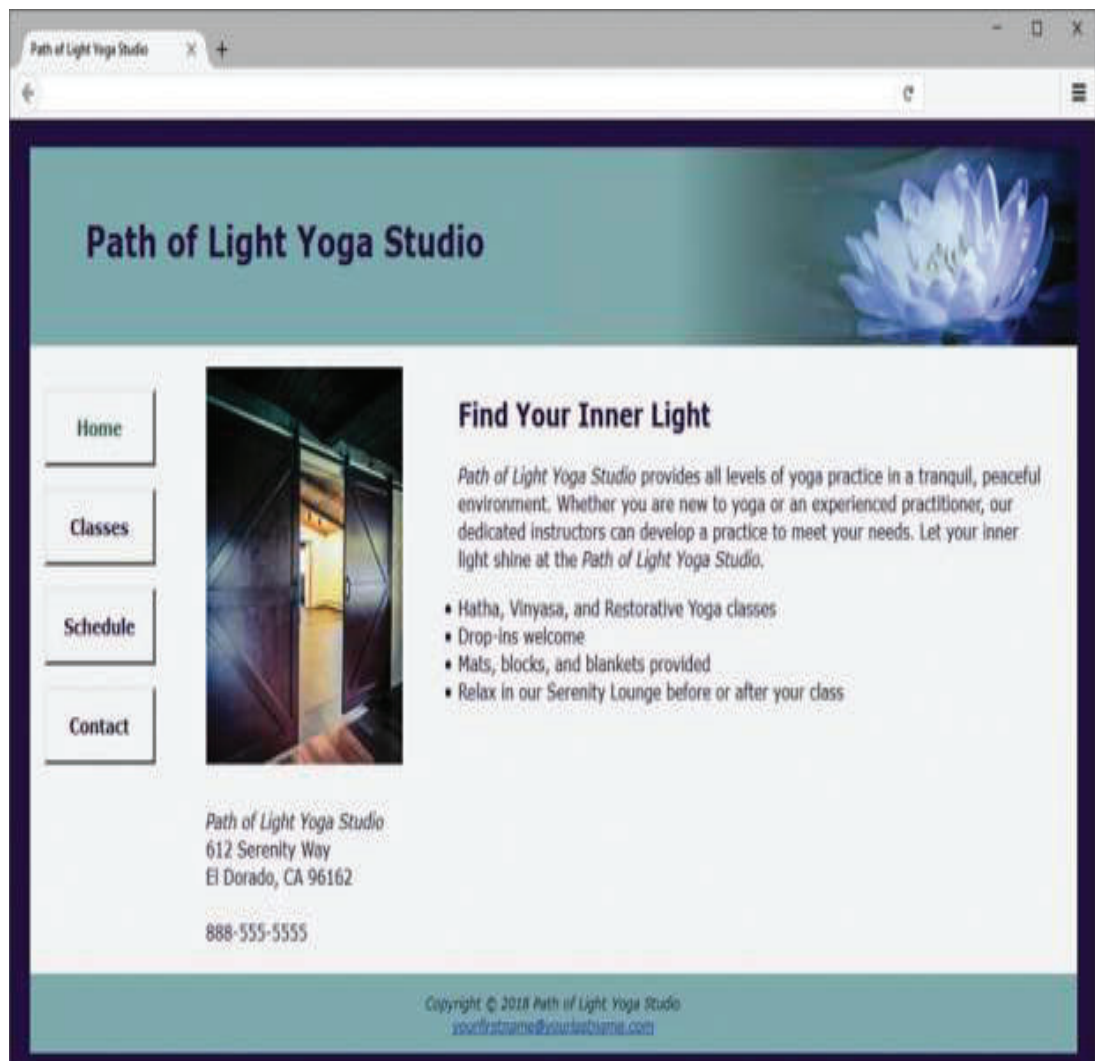 Path of Light Yoga Studio
Path of Light Yoga Studio
Home
Classes
Schedule
Contact
Find Your Inner Light
Path of Light Yoga Studio provides all levels of yoga practice in a tranquil, peaceful
environment. Whether you are new to yoga or an experienced practitioner, our
dedicated instructors can develop a practice to meet your needs. Let your inner
light shine at the Path of Light Yoga Studio.
• Hatha, Vinyasa, and Restorative Yoga classes
• Drop-ins welcome
• Mats, blocks, and blankets provided
• Relax in our Serenity Lounge before or after your class
Path of Light Yoga Studio
612 Serenity Way
El Dorado, CA 96162
888-555-5555
Copyright © 2018 Path of Light Yoga Studio
yourfirstname@yourlastname.com